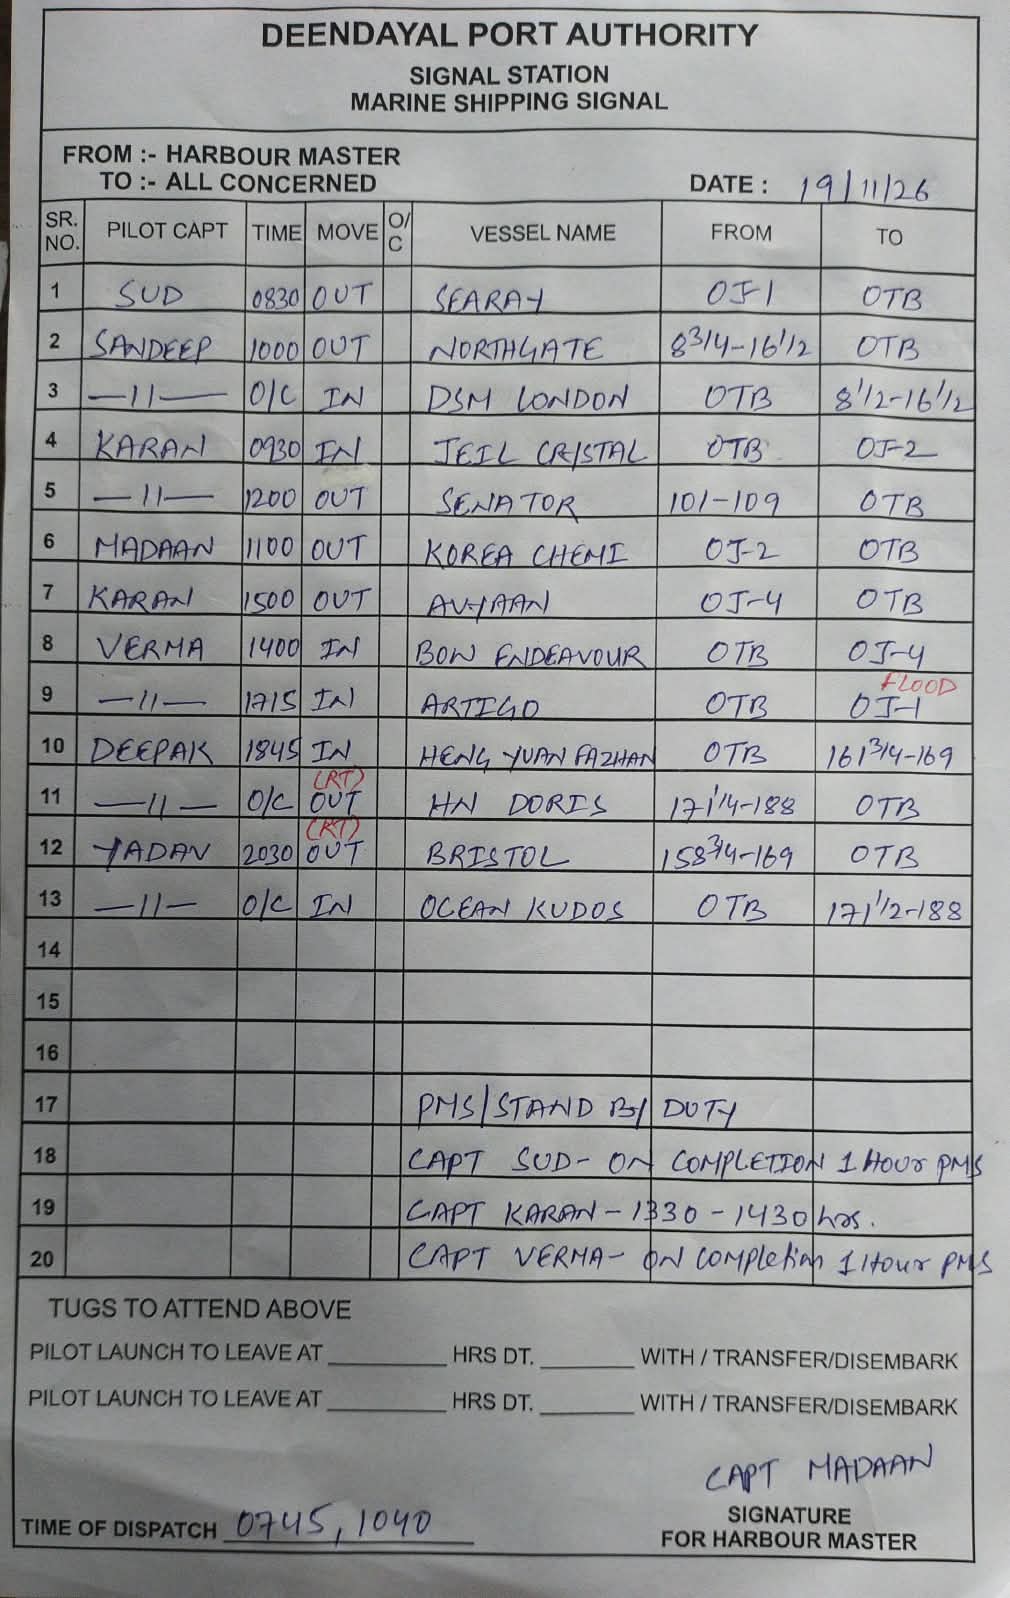 DEENDAYAL PORT AUTHORITY
SIGNAL STATION
MARINE SHIPPING SIGNAL
FROM :- HARBOUR MASTER
TO :- ALL CONCERNED
DATE : 19/11/26
SR. NO. PILOT CAPT TIME MOVE O/C VESSEL NAME FROM TO
1 SUD 0830 OUT SEARAY OJ-1 OTB
2 SANDEEP 1000 OUT NORTHGATE 83/4-161/2 OTB
3 —11— O/C IN DSM LONDON OTB 81/2-161/2
4 KARAN 0930 IN JEIL CRISTAL OTB OJ-2
5 —11— 1200 OUT SENATOR 101-109 OTB
6 MADAAN 1100 OUT KOREA CHEMI OJ-2 OTB
7 KARAN 1500 OUT AVYAAN OJ-4 OTB
8 VERMA 1400 IN BOW ENDEAVOUR OTB OJ-4
FLOOD
9 —11— 1715 IN ARTIGO OTB OJ-1
10 DEEPAK 1845 IN HENG YUAN FAZHAN OTB 1613/4-169
(RT)
11 —11— O/C OUT HN DORIS 1711/4-188 OTB
(RT)
12 YADAV 2030 OUT BRISTOL 1583/4-169 OTB
13 —11— O/C IN OCEAN KUDOS OTB 1711/2-188
14
15
16
17 PMS/STAND BY DUTY
18 CAPT SUD- ON COMPLETION 1 HOUR PMS
19 CAPT KARAN - 1330 - 1430 hrs.
20 CAPT VERMA- ON completion 1 Hour PMS
TUGS TO ATTEND ABOVE
PILOT LAUNCH TO LEAVE AT ________ HRS DT. ______ WITH / TRANSFER/DISEMBARK
PILOT LAUNCH TO LEAVE AT ________ HRS DT. ______ WITH / TRANSFER/DISEMBARK
CAPT MADAAN
SIGNATURE
FOR HARBOUR MASTER
TIME OF DISPATCH 0745, 1040